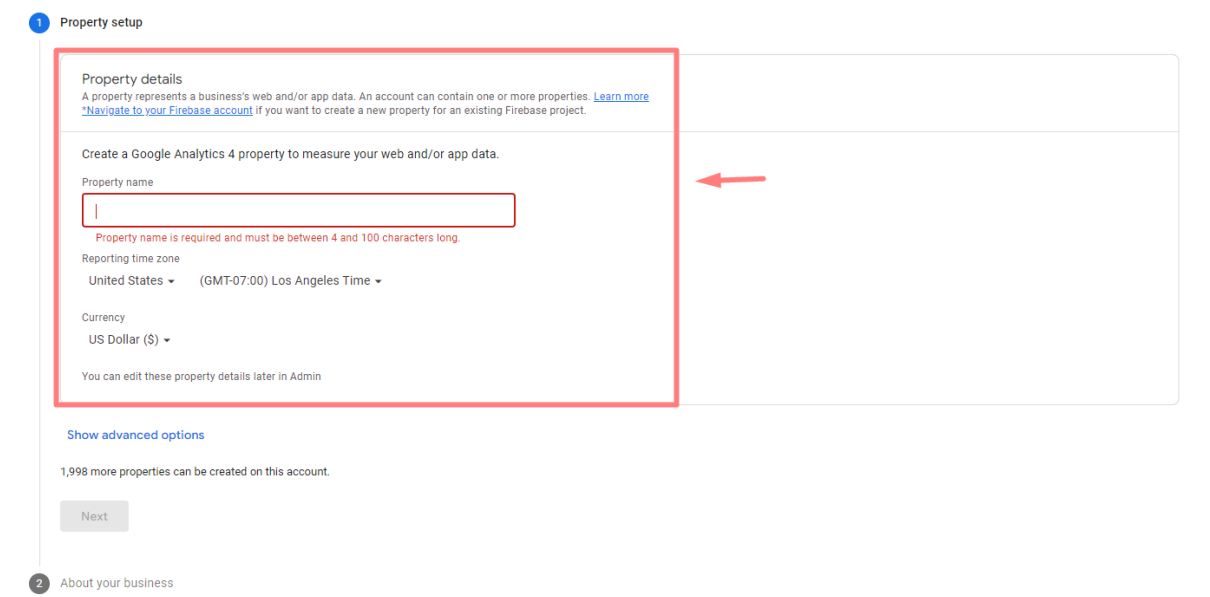 1 Property setup
Property details
A property represents a business's web and/or app data. An account can contain one or more properties. Learn more
*Navigate to your Firebase account if you want to create a new property for an existing Firebase project.
Create a Google Analytics 4 property to measure your web and/or app data.
Property name
Property name is required and must be between 4 and 100 characters long.
Reporting time zone
United States (GMT-07:00) Los Angeles Time
Currency
US Dollar ($)
You can edit these property details later in Admin
Show advanced options
1,998 more properties can be created on this account.
Next
2 About your business